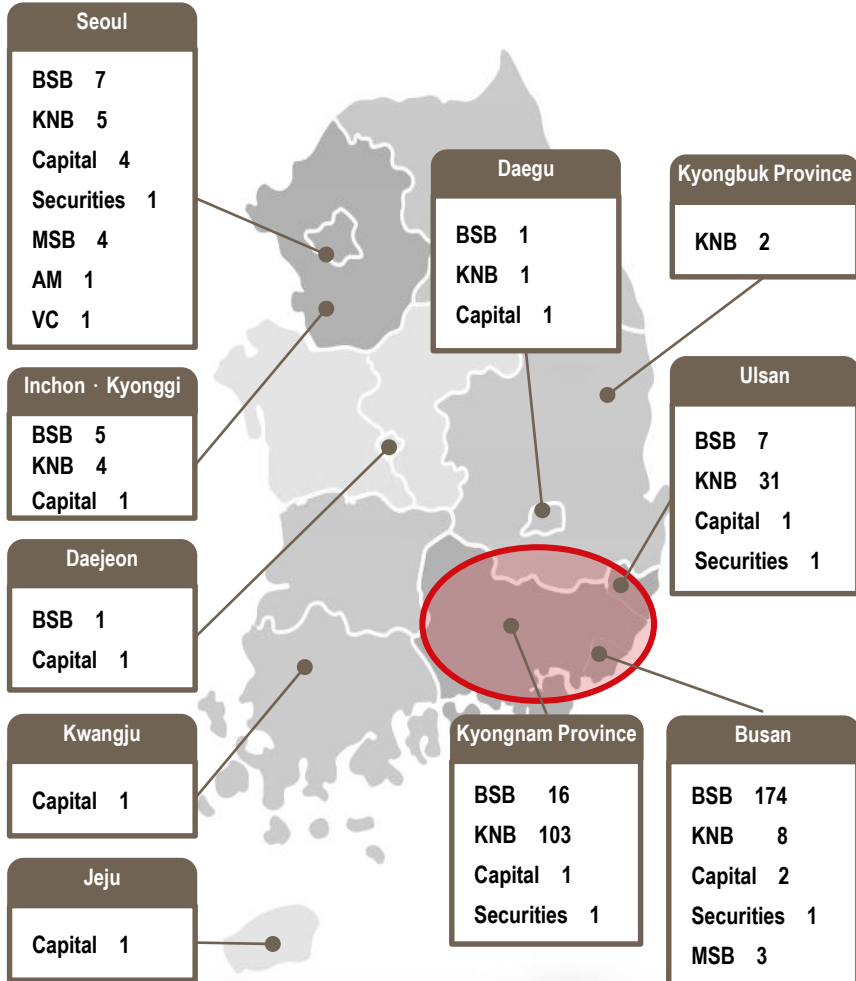 Seoul
BSB 7
KNB 5
Capital 4
Securities 1
MSB 4
AM 1
VC 1
Inchon · Kyonggi
BSB 5
KNB 4
Capital 1
Daejeon
BSB 1
Capital 1
Kwangju
Capital 1
Jeju
Capital 1
Daegu
BSB 1
KNB 1
Capital 1
Kyongbuk Province
KNB 2
Ulsan
BSB 7
KNB 31
Capital 1
Securities 1
Kyongnam Province
BSB 16
KNB 103
Capital 1
Securities 1
Busan
BSB 174
KNB 8
Capital 2
Securities 1
MSB 3